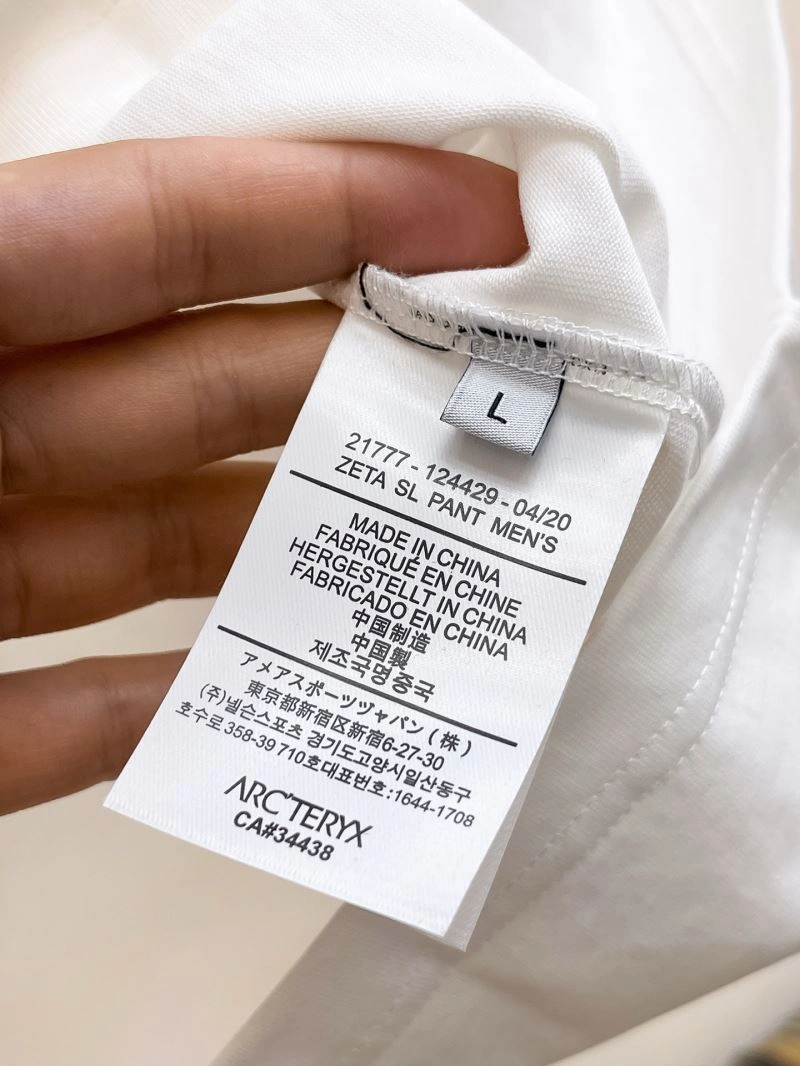 L
21777 - 124429 - 04/20
ZETA SL PANT MEN'S
MADE IN CHINA
FABRIQUÉ EN CHINE
HERGESTELLT IN CHINA
FABRICADO EN CHINA
中国制造
中国製
제조국명 중국
アメアスポーツジャパン (株)
東京都新宿区新宿6-27-30
(주)넬슨스포츠 경기도고양시일산동구
호수로 358-39 710호대표번호:1644-1708
ARC'TERYX
CA#34438